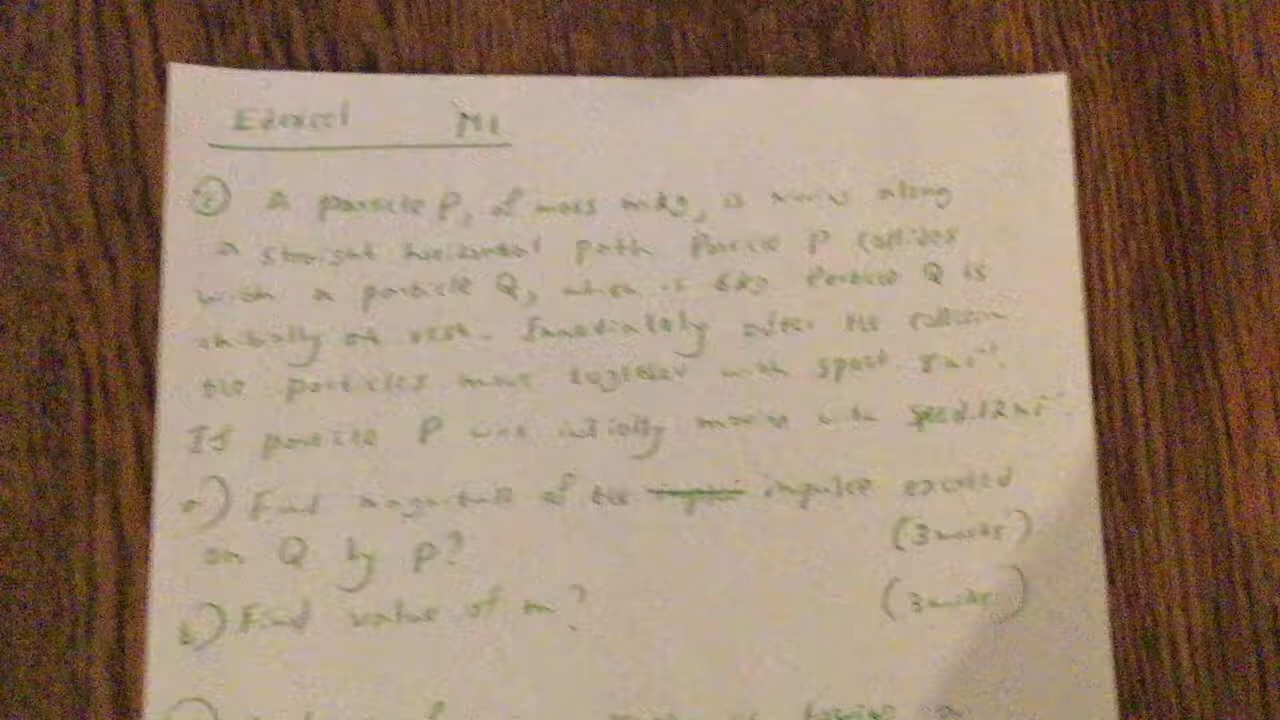 Edexcel M1
② A particle P, of mass mkg, is moving along
a straight horizontal path Particle P collides
with a particle Q, which is 6kg Particle Q is
initially at rest. Immediately after the collision
the particles move together with speed 8ms⁻¹.
If particle P was initially moving with speed 12ms⁻¹
a) Find magnitude of the impulse exerted
on Q by P? (3 marks)
b) Find value of m? (3 marks)